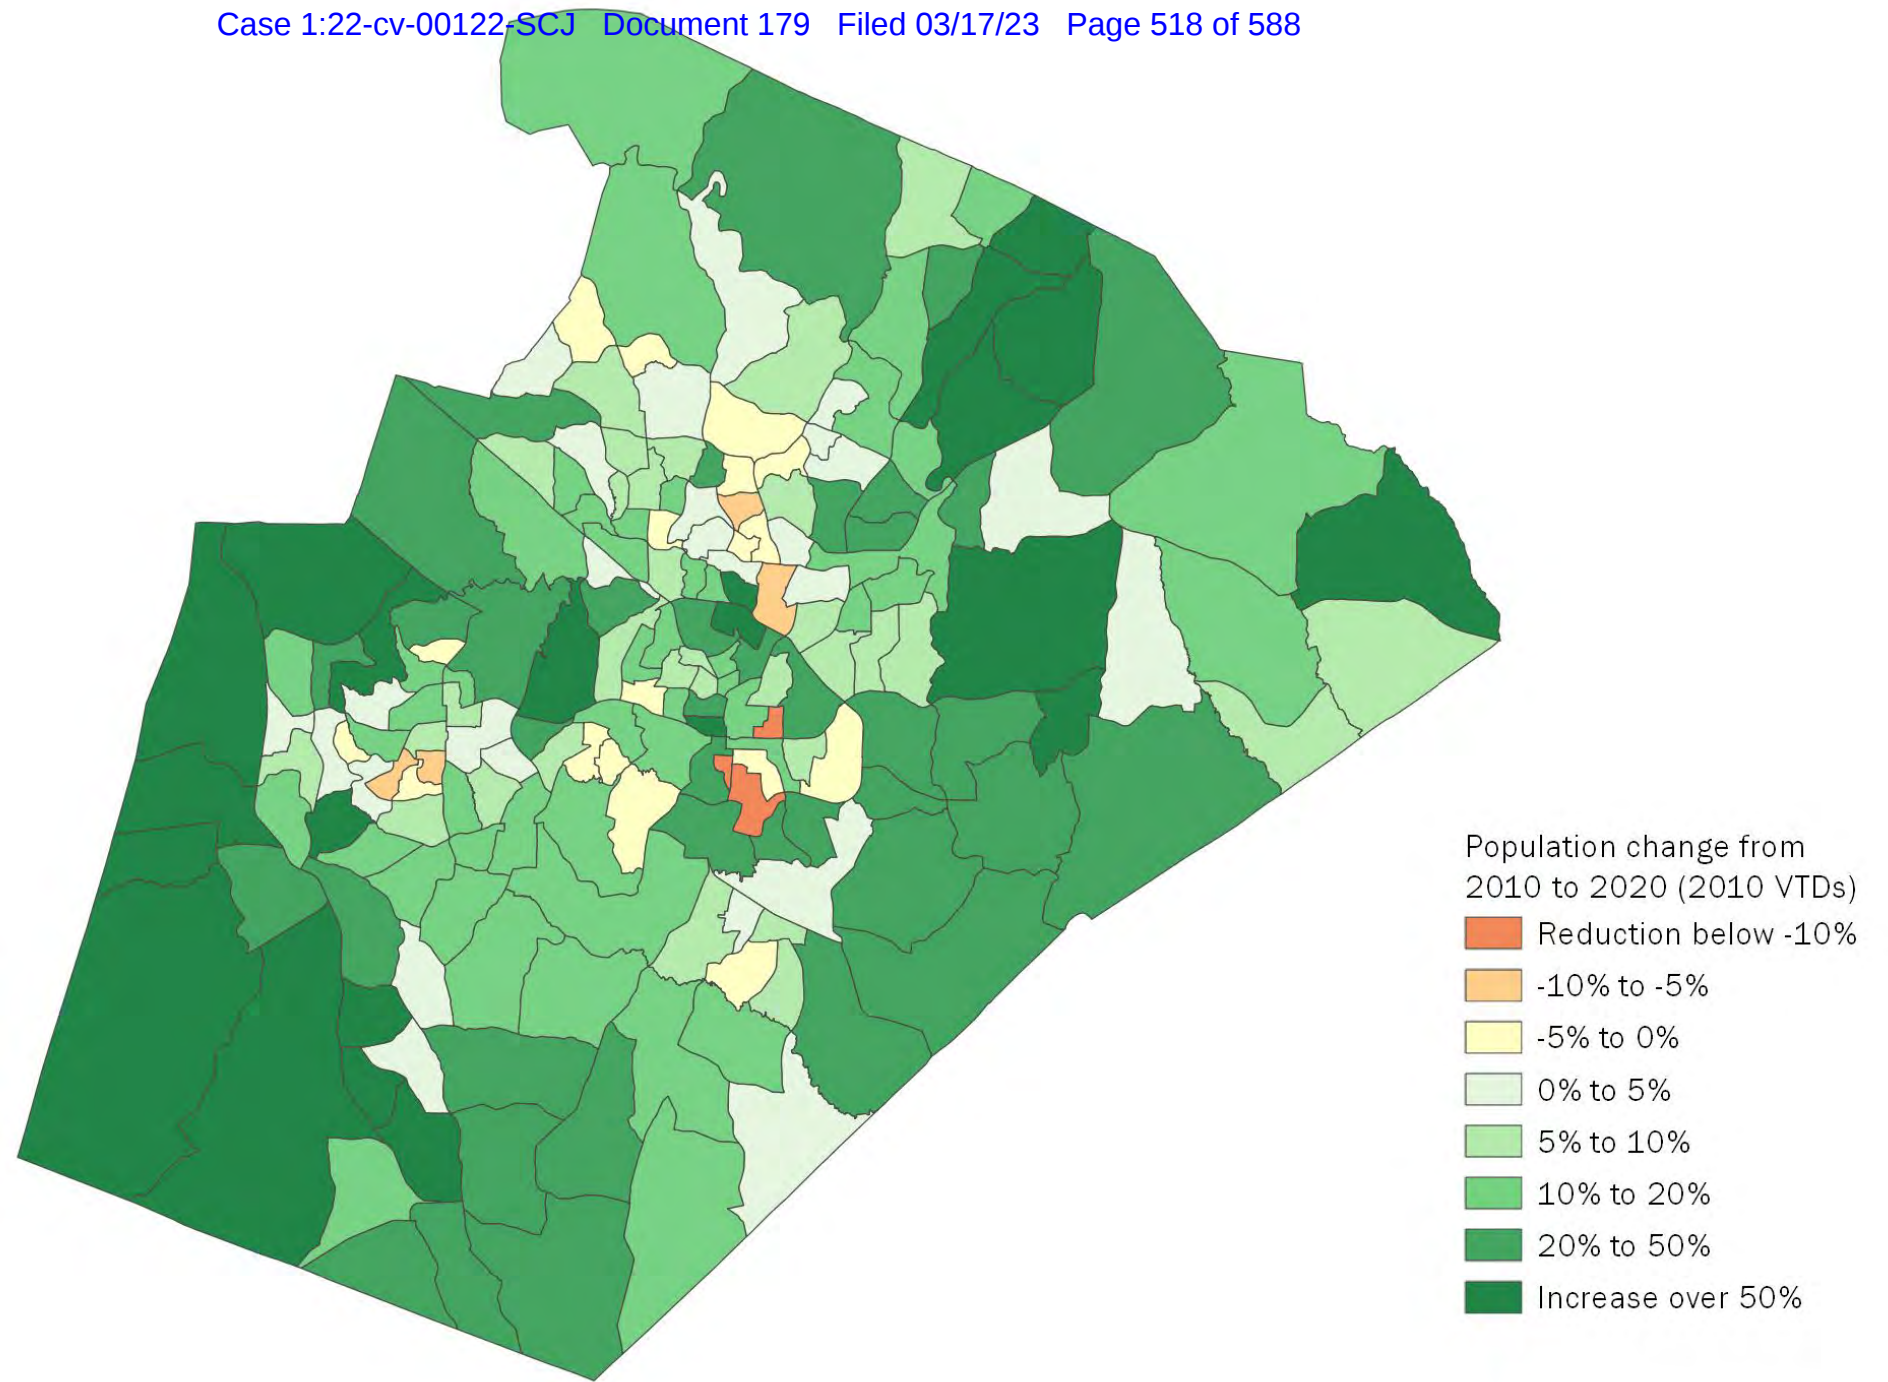 Case 1:22-cv-00122-SCJ Document 179 Filed 03/17/23 Page 518 of 588
Population change from
2010 to 2020 (2010 VTDs)
Reduction below -10%
-10% to -5%
-5% to 0%
0% to 5%
5% to 10%
10% to 20%
20% to 50%
Increase over 50%